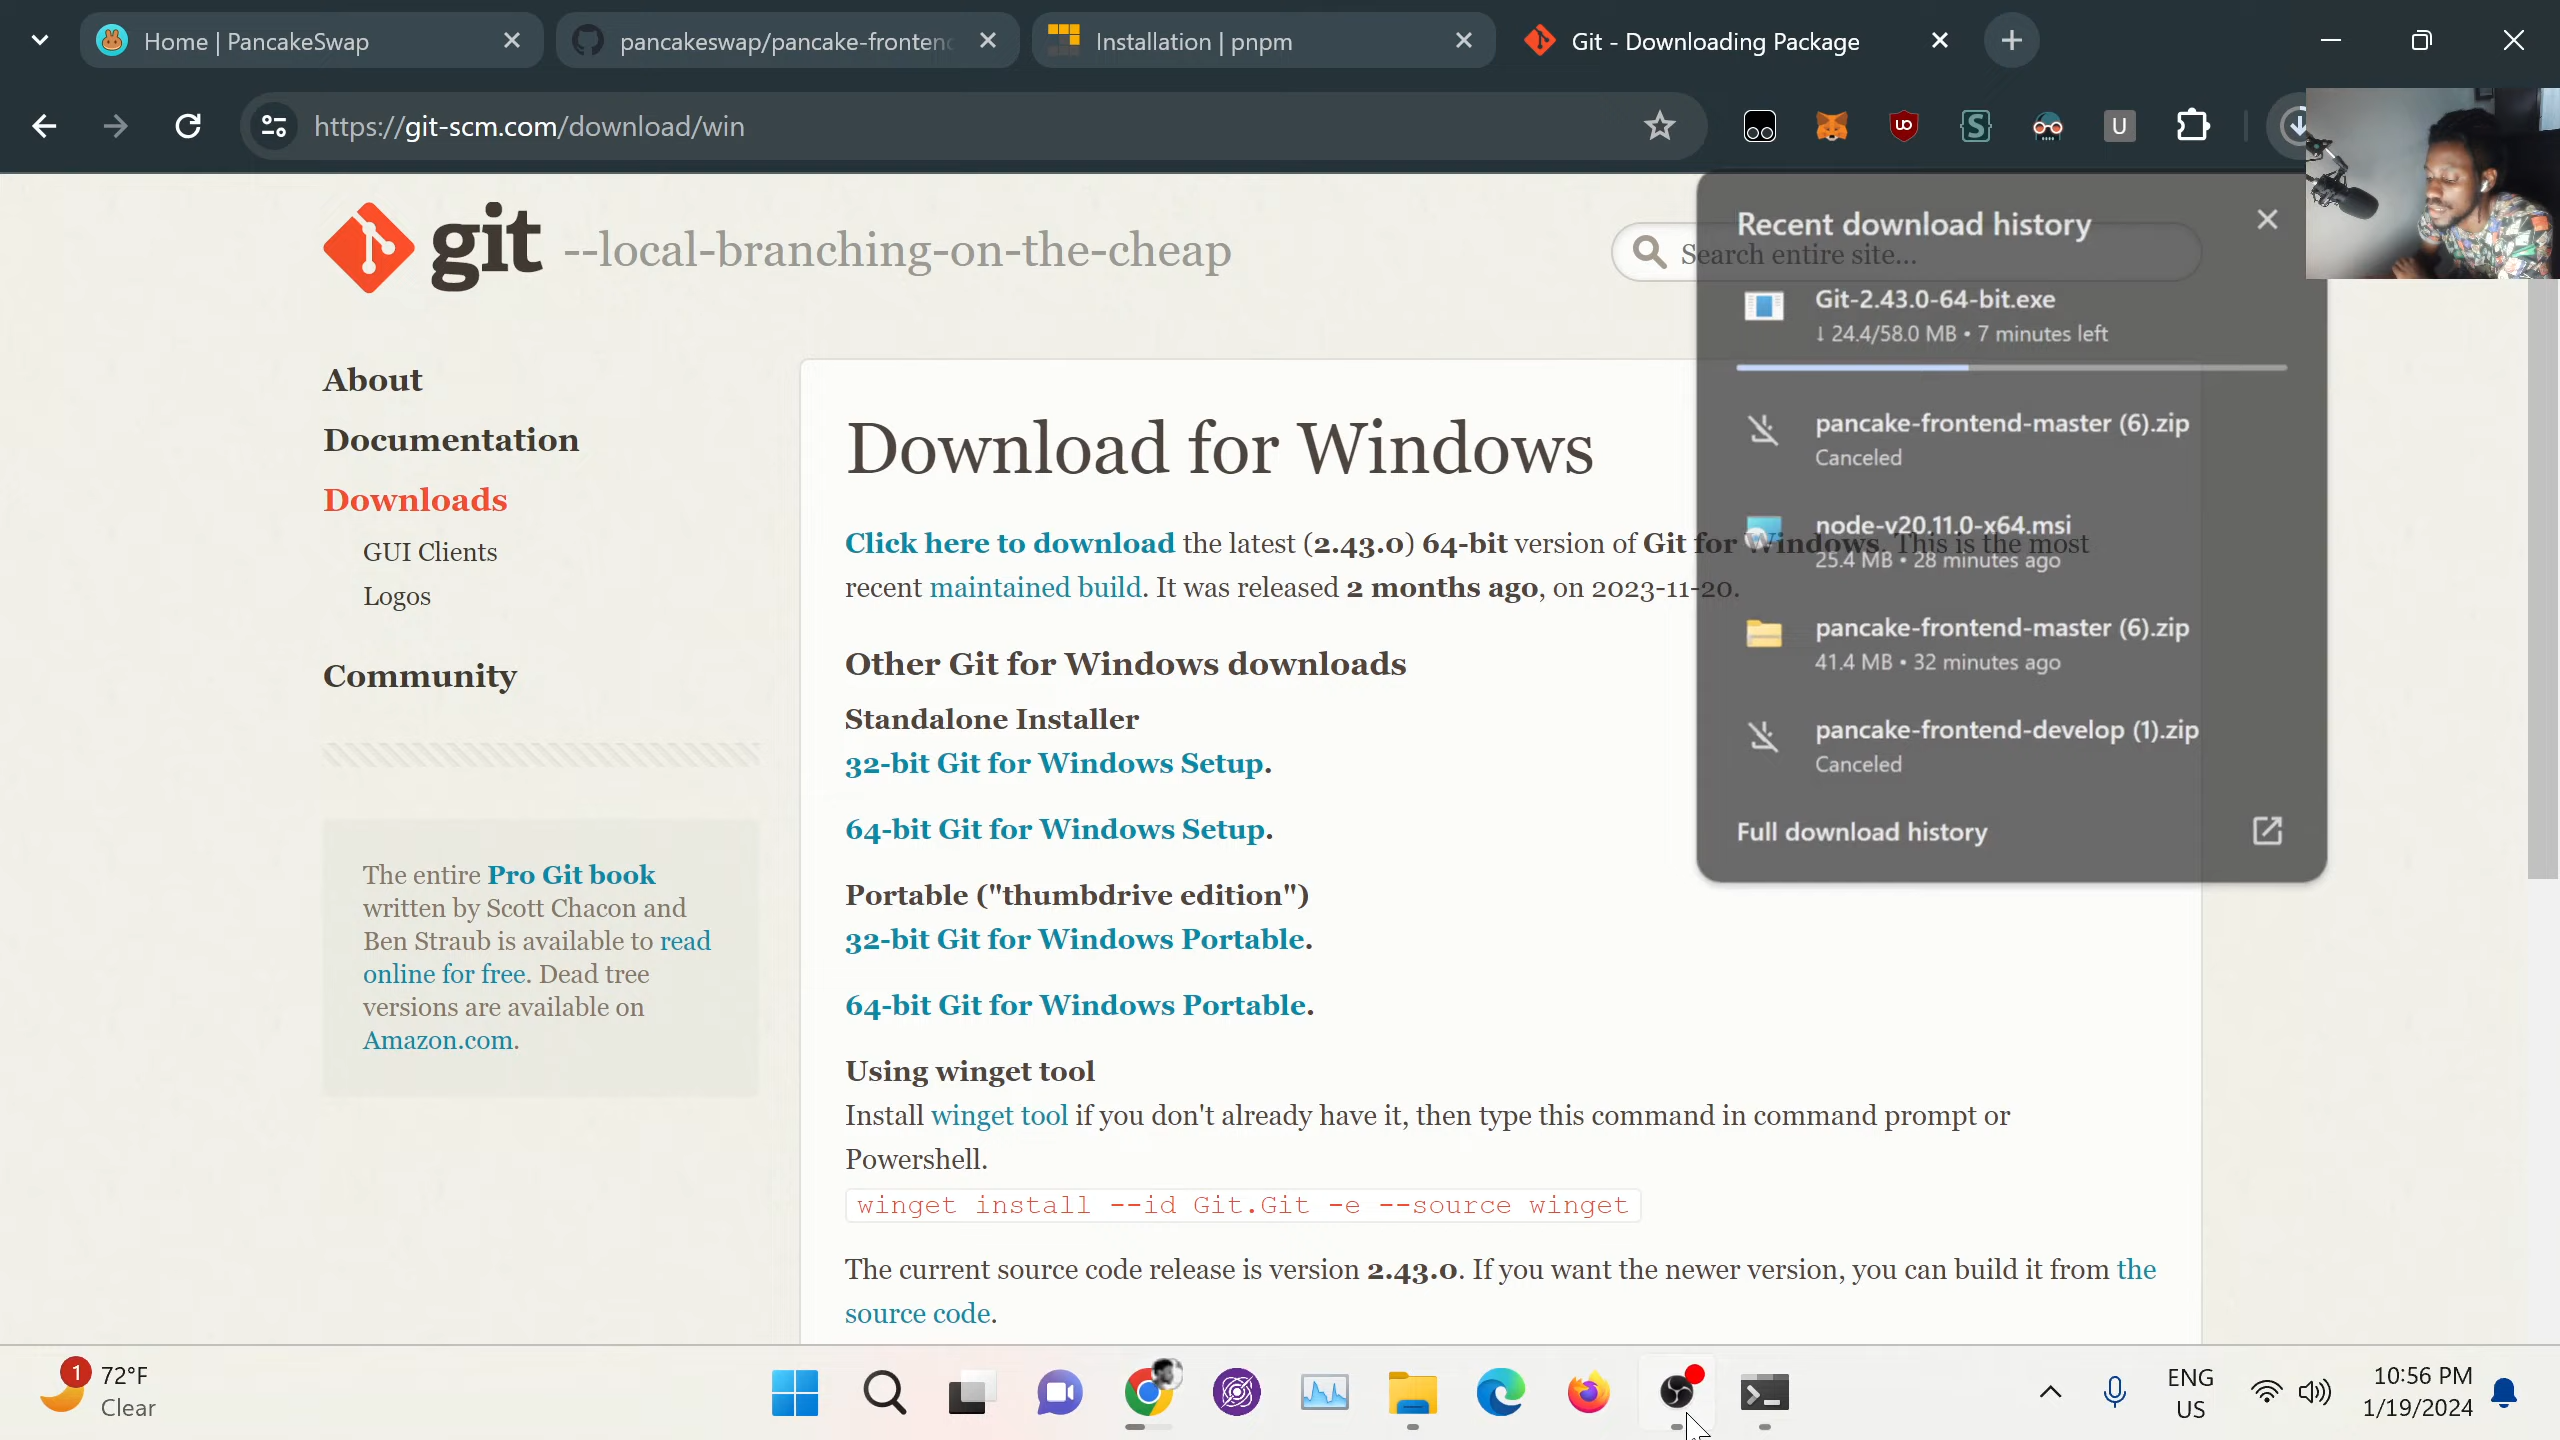 Home | PancakeSwap
pancakeswap/pancake-frontend
Installation | pnpm
Git - Downloading Package
https://git-scm.com/download/win
git --local-branching-on-the-cheap
Search entire site...
About
Documentation
Downloads
GUI Clients
Logos
Community
The entire Pro Git book
written by Scott Chacon and
Ben Straub is available to read
online for free. Dead tree
versions are available on
Amazon.com.
Download for Windows
Click here to download the latest (2.43.0) 64-bit version of Git for Windows. This is the most
recent maintained build. It was released 2 months ago, on 2023-11-20.
Other Git for Windows downloads
Standalone Installer
32-bit Git for Windows Setup.
64-bit Git for Windows Setup.
Portable ("thumbdrive edition")
32-bit Git for Windows Portable.
64-bit Git for Windows Portable.
Using winget tool
Install winget tool if you don't already have it, then type this command in command prompt or
Powershell.
winget install --id Git.Git -e --source winget
The current source code release is version 2.43.0. If you want the newer version, you can build it from the
source code.
Recent download history
Git-2.43.0-64-bit.exe
↓ 24.4/58.0 MB • 7 minutes left
pancake-frontend-master (6).zip
Canceled
node-v20.11.0-x64.msi
25.4 MB • 28 minutes ago
pancake-frontend-master (6).zip
41.4 MB • 32 minutes ago
pancake-frontend-develop (1).zip
Canceled
Full download history
1
72°F
Clear
ENG
US
10:56 PM
1/19/2024